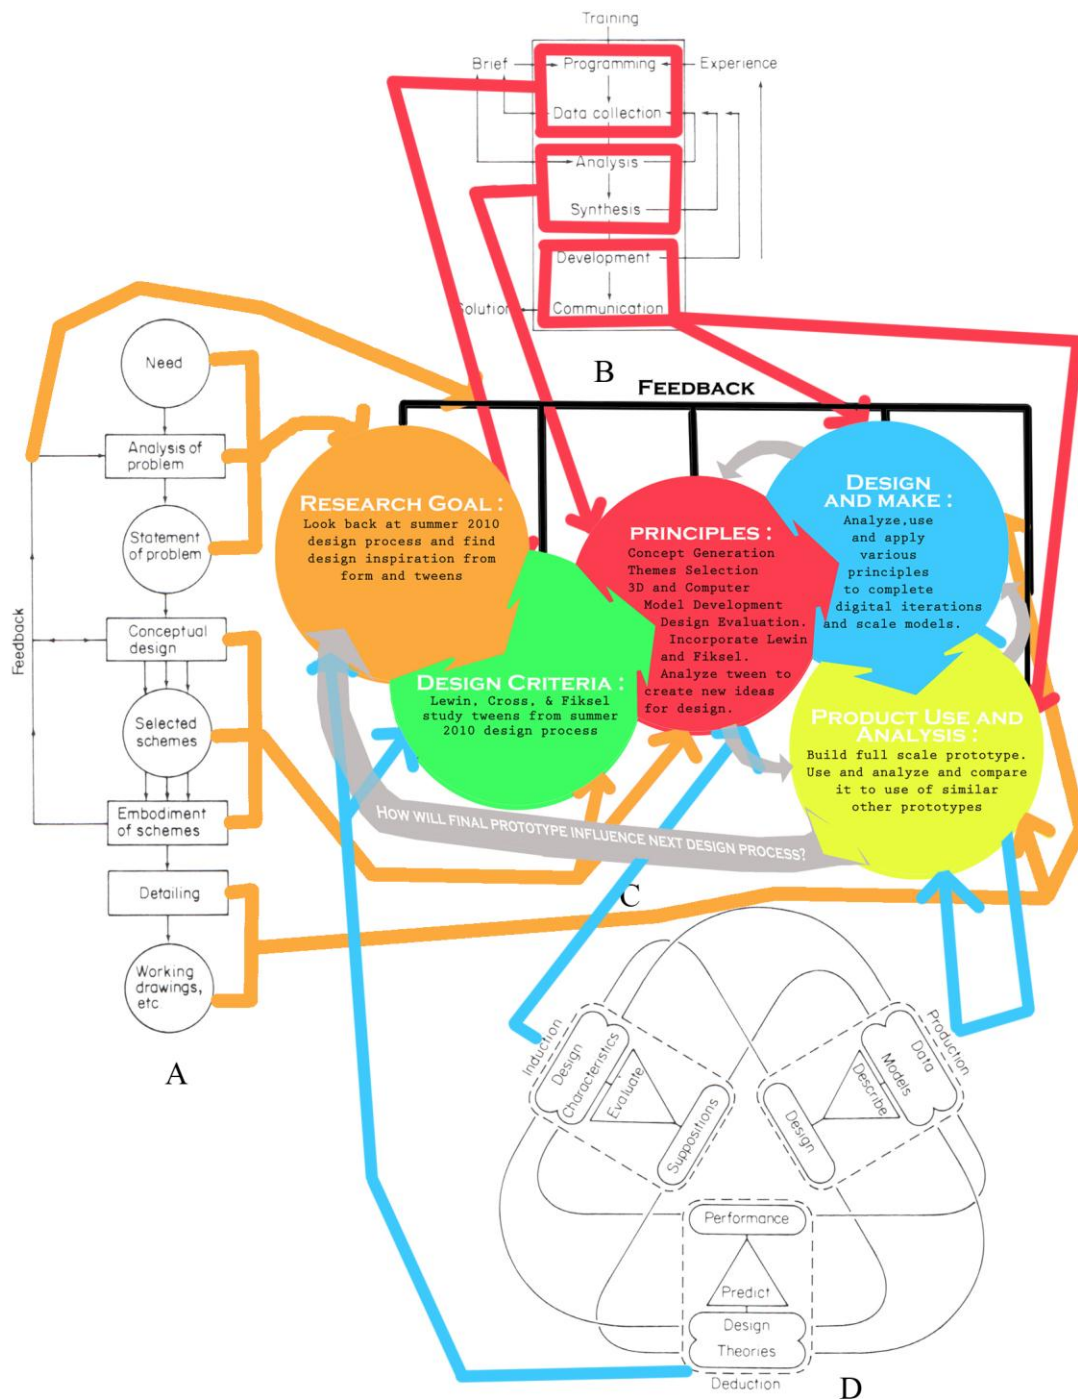 Training
Brief
Programming
Experience
Data collection
Analysis
Synthesis
Development
Solution
Communication
B
FEEDBACK
Need
Analysis of
problem
Statement
of problem
Feedback
Conceptual
design
Selected
schemes
Embodiment
of schemes
Detailing
Working
drawings,
etc.
A
RESEARCH GOAL :
Look back at summer 2010
design process and find
design inspiration from
form and tweens
DESIGN CRITERIA :
Lewin, Cross, & Fiksel
study tweens from summer
2010 design process
PRINCIPLES :
Concept Generation
Themes Selection
3D and Computer
Model Development
Design Evaluation.
Incorporate Lewin
and Fiksel.
Analyze tween to
create new ideas
for design.
DESIGN
AND MAKE :
Analyze,use
and apply
various
principles
to complete
digital iterations
and scale models.
PRODUCT USE AND
ANALYSIS :
Build full scale prototype.
Use and analyze and compare
it to use of similar
other prototypes
HOW WILL FINAL PROTOTYPE INFLUENCE NEXT DESIGN PROCESS?
C
Induction
Design
Characteristics
Evaluate
Suppositions
Production
Data
Models
Describe
Design
Performance
Predict
Design
Theories
Deduction
D